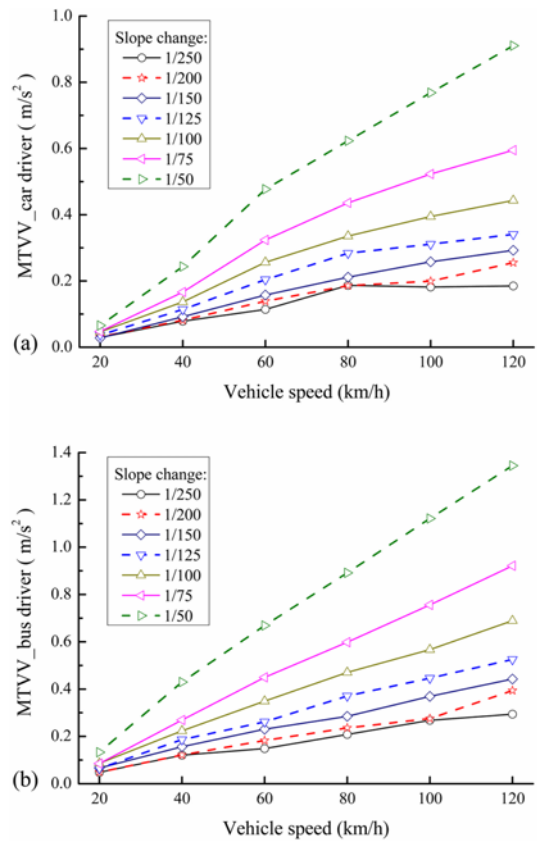 1.0
Slope change:
1/250
1/200
1/150
1/125
1/100
1/75
1/50
0.8
0.6
0.4
0.2
0.0
MTVV_car driver ( m/s² )
(a)
20 40 60 80 100 120
Vehicle speed (km/h)
1.4
Slope change:
1/250
1/200
1/150
1/125
1/100
1/75
1/50
1.2
1.0
0.8
0.6
0.4
0.2
0.0
MTVV_bus driver ( m/s² )
(b)
20 40 60 80 100 120
Vehicle speed (km/h)